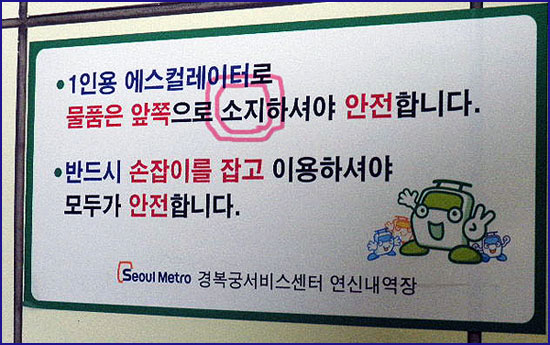 •1인용 에스컬레이터로
물품은 앞쪽으로 소지하셔야 안전합니다.
•반드시 손잡이를 잡고 이용하셔야
모두가 안전합니다.
Seoul Metro 경복궁서비스센터 연신내역장